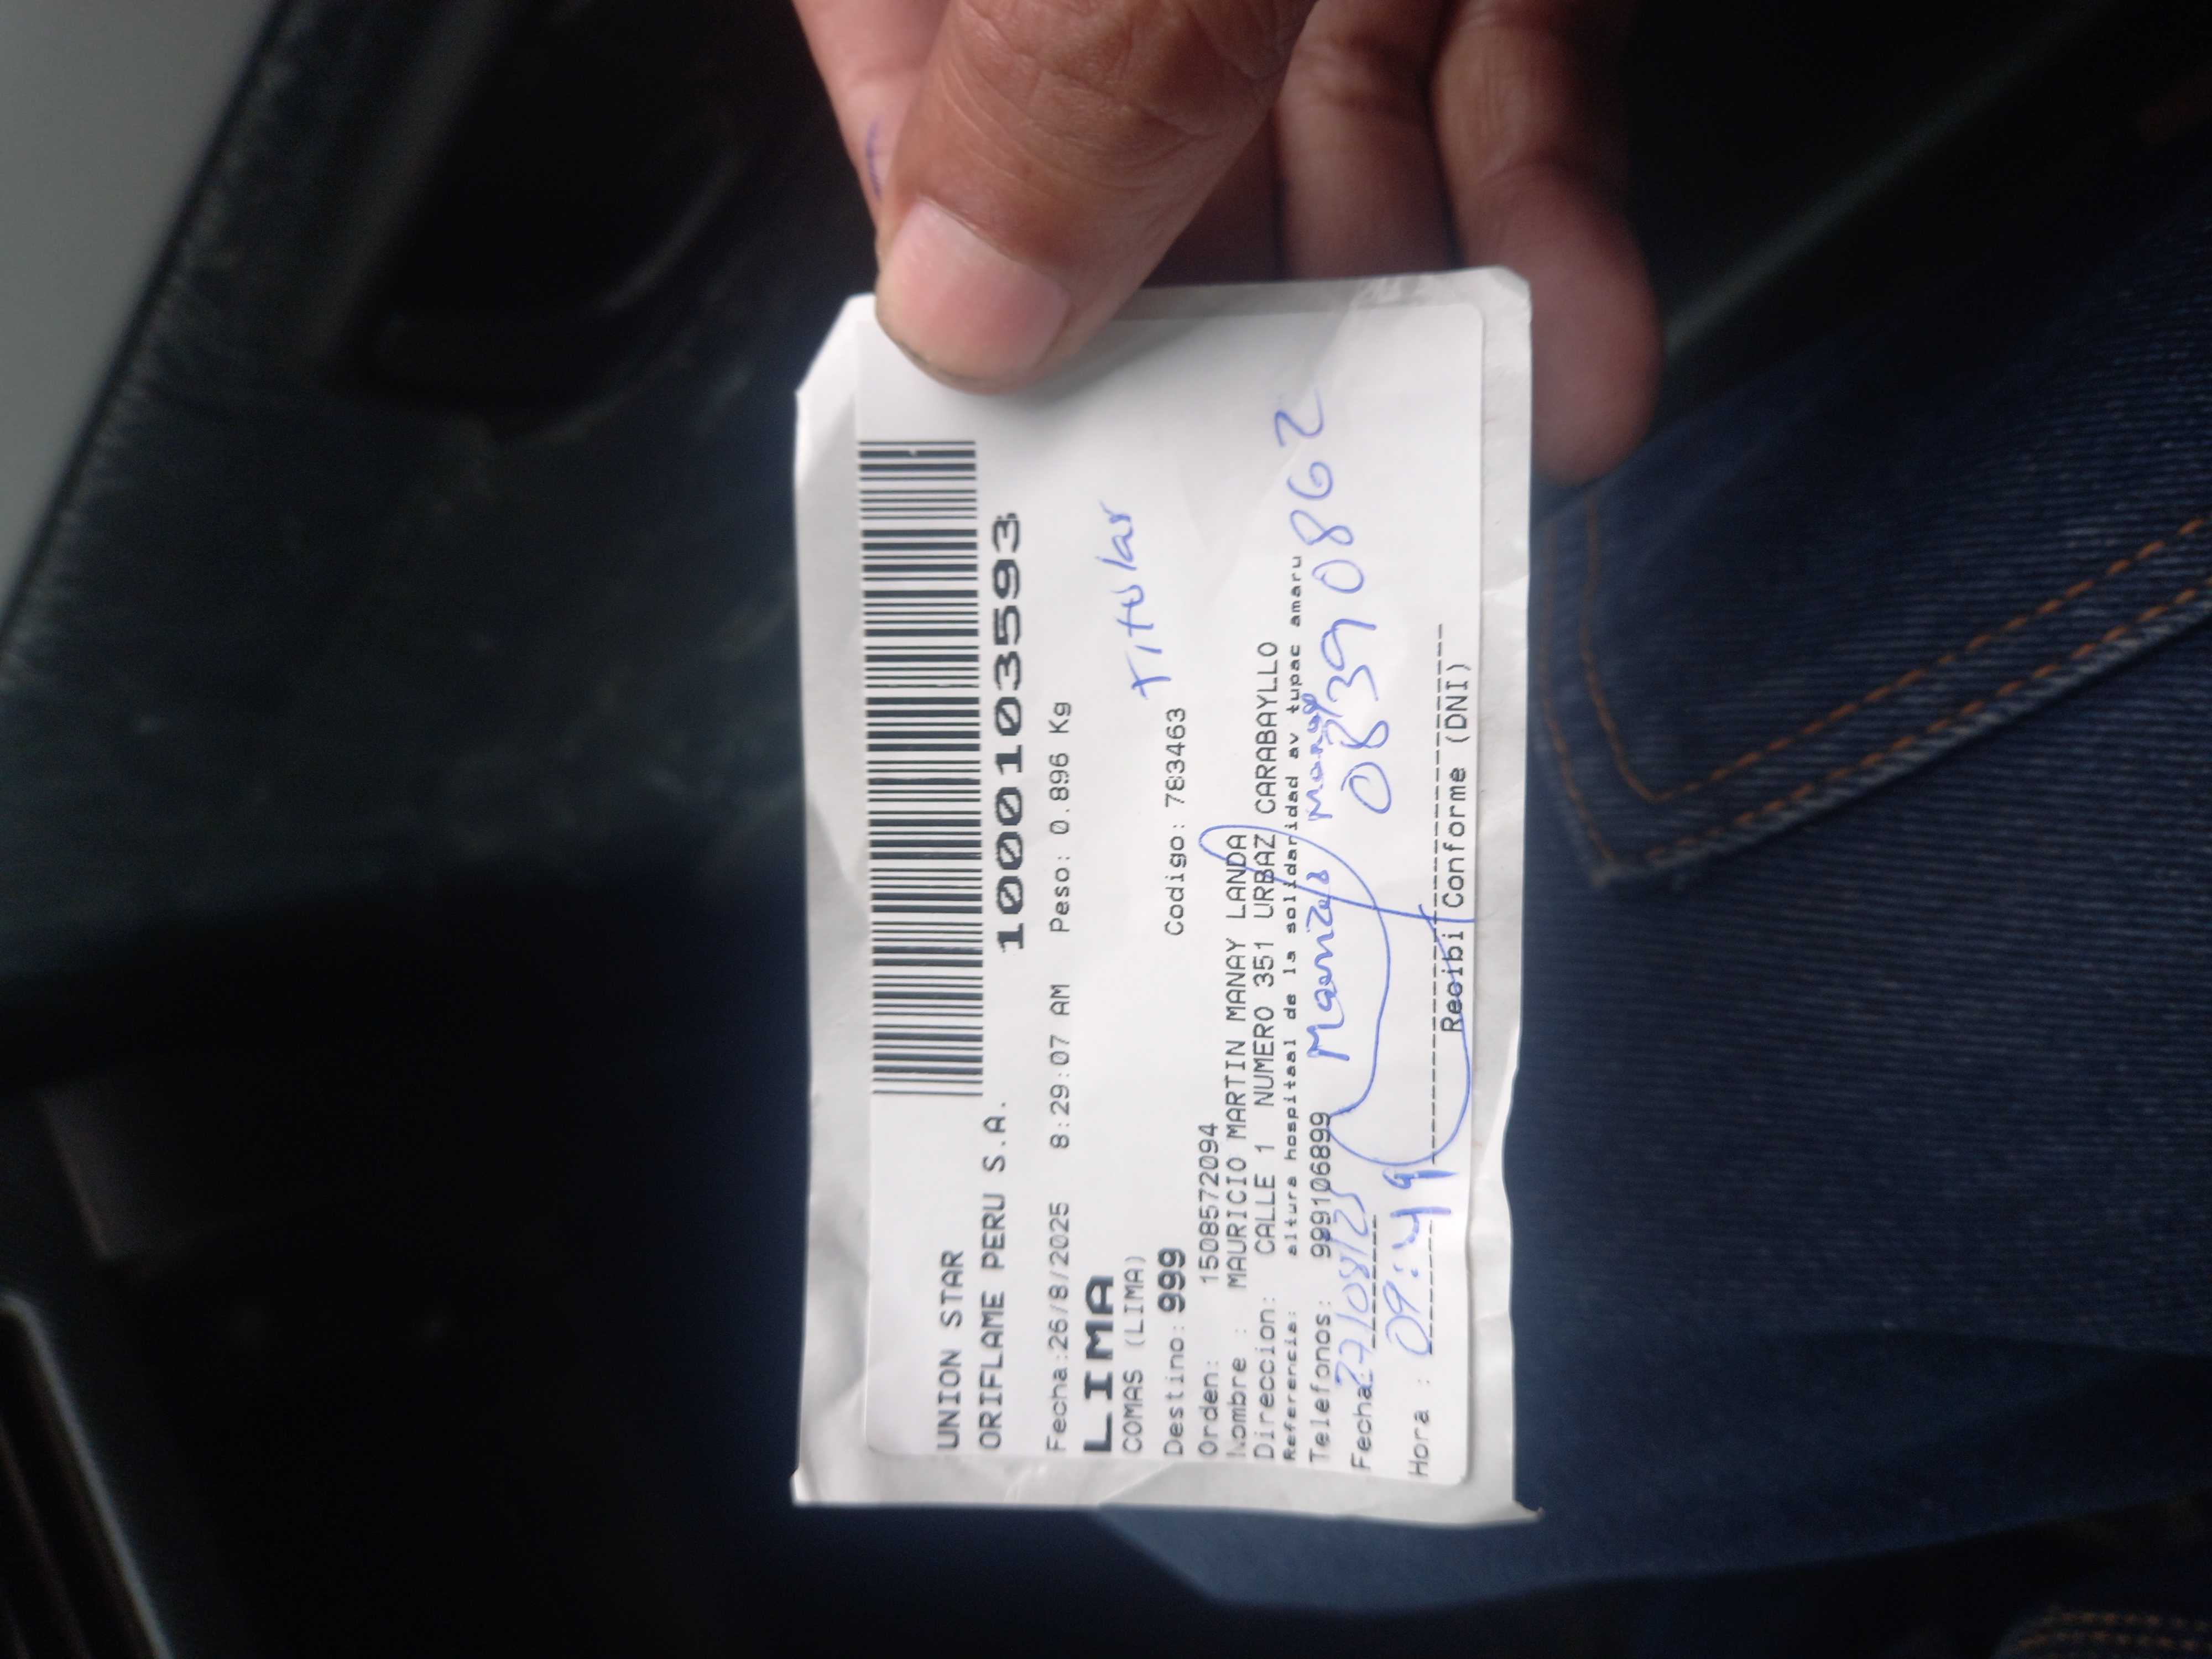 UNION STAR
ORIFLAME PERU S.A.
10001103593
Fecha:26/8/2025 8:29:07 AM Peso: 0.896 Kg
LIMA
COMAS (LIMA)
Titular
Destino: 999 Codigo: 783463
Orden: 1508572094
Nombre : MAURICIO MARTIN MANAY LANDA
Direccion: CALLE 1 NUMERO 351 URBAZ CARABAYLLO
Referencia: altura hospitaal de la solidaridad av tupac amaru
Telefonos: 999106899
Fecha: 27/08/25
08390862
Hora : 09:49
Recibi Conforme (DNI)